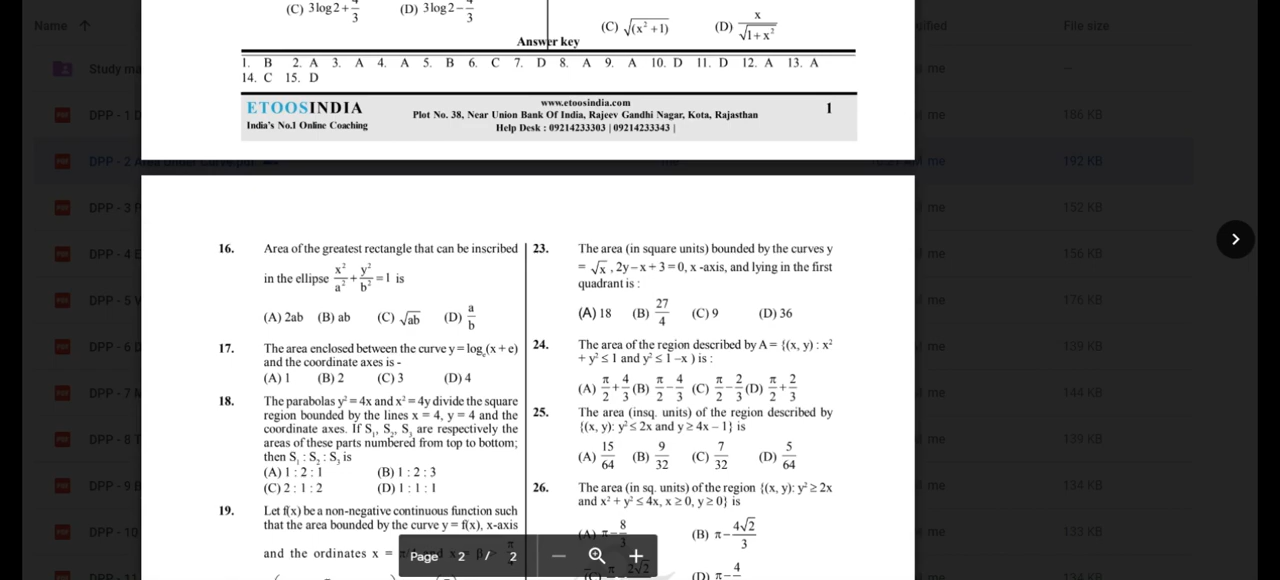 Name ↑
ified
File size
Study ma
me
—
DPP - 1 D
me
186 KB
DPP - 2 Area Under Curve.pdf
me
192 KB
DPP - 3 F
me
152 KB
DPP - 4 E
me
156 KB
DPP - 5 V
me
176 KB
DPP - 6 D
me
139 KB
DPP - 7 M
me
144 KB
DPP - 8 T
me
139 KB
DPP - 9 B
me
134 KB
DPP - 10
me
133 KB
DPP - 11
me
134 KB
(C) 3log2+4/3 (D) 3log2−4/3
(C) √(x² +1) (D) x/√1+x²
Answer key
1. B 2. A 3. A 4. A 5. B 6. C 7. D 8. A 9. A 10. D 11. D 12. A 13. A
14. C 15. D
ETOOSINDIA
India's No.1 Online Coaching
www.etoosindia.com
Plot No. 38, Near Union Bank Of India, Rajeev Gandhi Nagar, Kota, Rajasthan
Help Desk : 09214233303 | 09214233343 |
1
16. Area of the greatest rectangle that can be inscribed
in the ellipse x²/a² + y²/b² = 1 is
(A) 2ab (B) ab (C) √ab (D) a/b
17. The area enclosed between the curve y = logₑ(x + e)
and the coordinate axes is -
(A) 1 (B) 2 (C) 3 (D) 4
18. The parabolas y² = 4x and x² = 4y divide the square
region bounded by the lines x = 4, y = 4 and the
coordinate axes. If S₁, S₂, S₃ are respectively the
areas of these parts numbered from top to bottom;
then S₁ : S₂ : S₃ is
(A) 1 : 2 : 1 (B) 1 : 2 : 3
(C) 2 : 1 : 2 (D) 1 : 1 : 1
19. Let f(x) be a non-negative continuous function such
that the area bounded by the curve y = f(x), x-axis
and the ordinates x =
23. The area (in square units) bounded by the curves y
= √x , 2y − x + 3 = 0, x -axis, and lying in the first
quadrant is :
(A) 18 (B) 27/4 (C) 9 (D) 36
24. The area of the region described by A = {(x, y) : x²
+ y² ≤ 1 and y² ≤ 1 − x } is :
(A) π/2 + 4/3 (B) π/2 − 4/3 (C) π/2 − 2/3 (D) π/2 + 2/3
25. The area (insq. units) of the region described by
{(x, y): y² ≤ 2x and y ≥ 4x – 1} is
(A) 15/64 (B) 9/32 (C) 7/32 (D) 5/64
26. The area (in sq. units) of the region {(x, y): y² ≥ 2x
and x² + y² ≤ 4x, x ≥ 0, y ≥ 0} is
(A) π − 8/3 (B) π − 4√2/3
(D) π − 4
Page 2 / 2